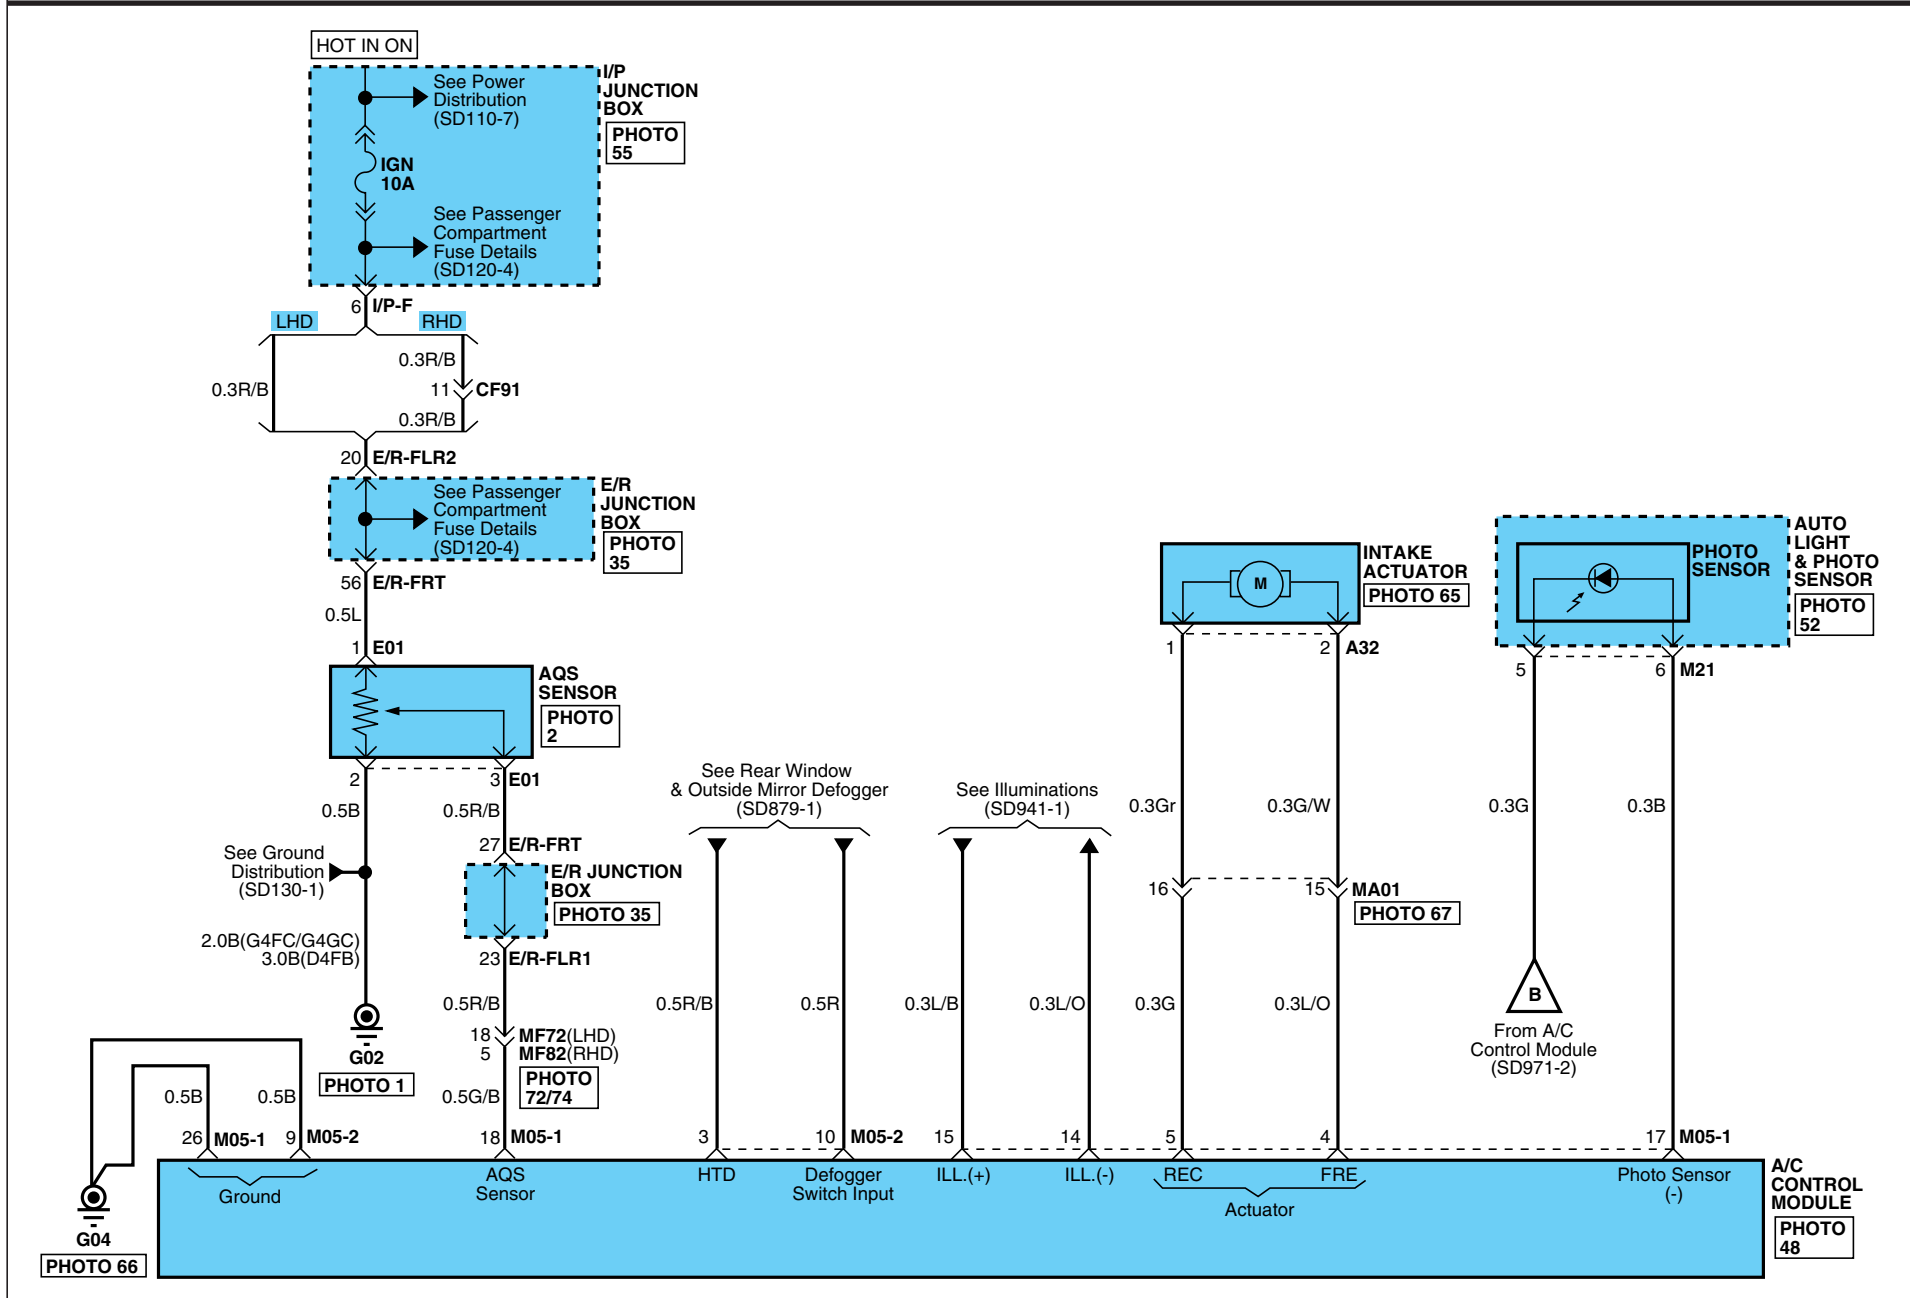 HOT IN ON
See Power
Distribution
(SD110-7)
I/P
JUNCTION
BOX
PHOTO
55
IGN
10A
See Passenger
Compartment
Fuse Details
(SD120-4)
6 I/P-F
LHD
RHD
0.3R/B
0.3R/B
11 CF91
0.3R/B
20 E/R-FLR2
See Passenger
Compartment
Fuse Details
(SD120-4)
E/R
JUNCTION
BOX
PHOTO
35
56 E/R-FRT
0.5L
1 E01
AQS
SENSOR
PHOTO
2
2
3 E01
0.5B
0.5R/B
See Ground
Distribution
(SD130-1)
27 E/R-FRT
E/R JUNCTION
BOX
PHOTO 35
2.0B(G4FC/G4GC)
3.0B(D4FB)
23 E/R-FLR1
0.5R/B
G02
PHOTO 1
18 MF72(LHD)
5 MF82(RHD)
PHOTO
72/74
0.5B
0.5B
0.5G/B
See Rear Window
& Outside Mirror Defogger
(SD879-1)
0.5R/B
0.5R
See Illuminations
(SD941-1)
0.3L/B
0.3L/O
INTAKE
ACTUATOR
PHOTO 65
M
1
2 A32
0.3Gr
0.3G/W
16
15 MA01
PHOTO 67
0.3G
0.3L/O
AUTO
LIGHT
& PHOTO
SENSOR
PHOTO
52
PHOTO
SENSOR
5
6 M21
0.3G
0.3B
B
From A/C
Control Module
(SD971-2)
26 M05-1
9 M05-2
18 M05-1
3
10 M05-2
15
14
5
4
17 M05-1
Ground
AQS
Sensor
HTD
Defogger
Switch Input
ILL.(+)
ILL.(-)
REC
FRE
Actuator
Photo Sensor
(-)
A/C
CONTROL
MODULE
PHOTO
48
G04
PHOTO 66